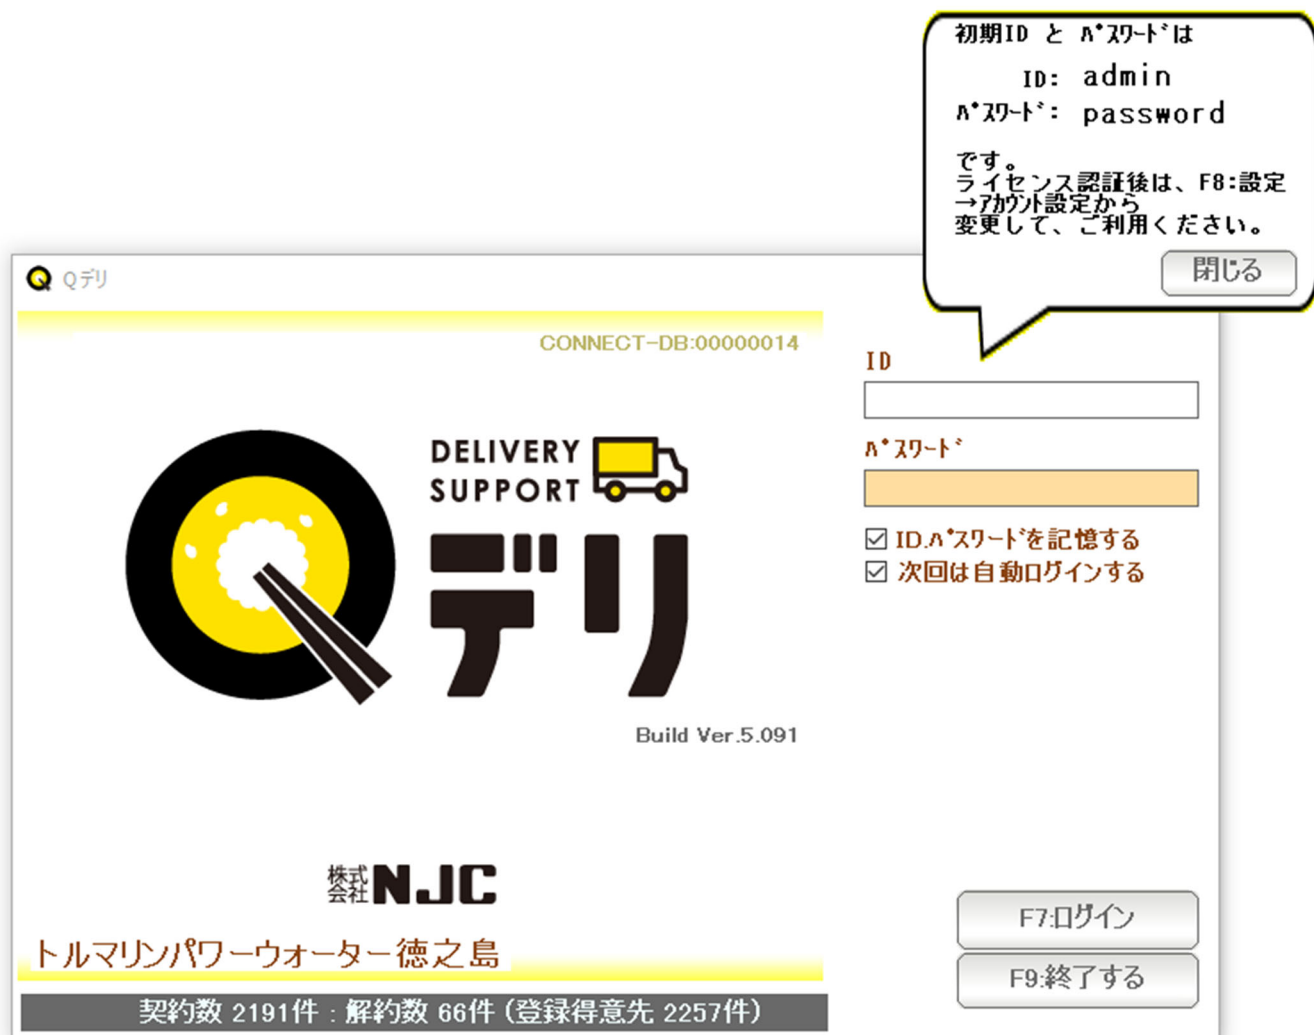 初期ID と ﾊﾟｽﾜｰﾄﾞは
ID: admin
ﾊﾟｽﾜｰﾄﾞ: password
です。
ライセンス認証後は、F8:設定
→ｱｶｳﾝﾄ設定から
変更して、ご利用ください。
閉じる
Qデリ
CONNECT-DB:00000014
ID
ﾊﾟｽﾜｰﾄﾞ
ID.ﾊﾟｽﾜｰﾄﾞを記憶する
次回は自動ﾛｸﾞｲﾝする
DELIVERY
SUPPORT
Qデリ
Build Ver.5.091
株式会社NJC
トルマリンパワーウォーター徳之島
契約数 2191件 : 解約数 66件 (登録得意先 2257件)
F7:ﾛｸﾞｲﾝ
F9:終了する